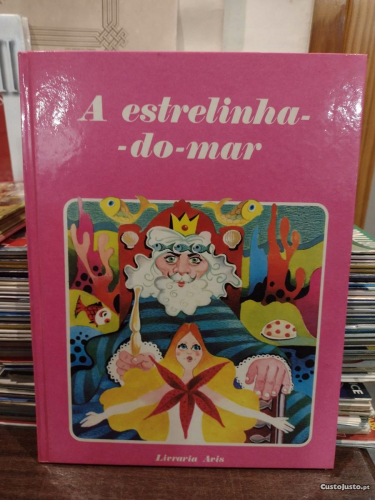 A estrelinha-
-do-mar
Livraria Avis
CustoJusto.pt